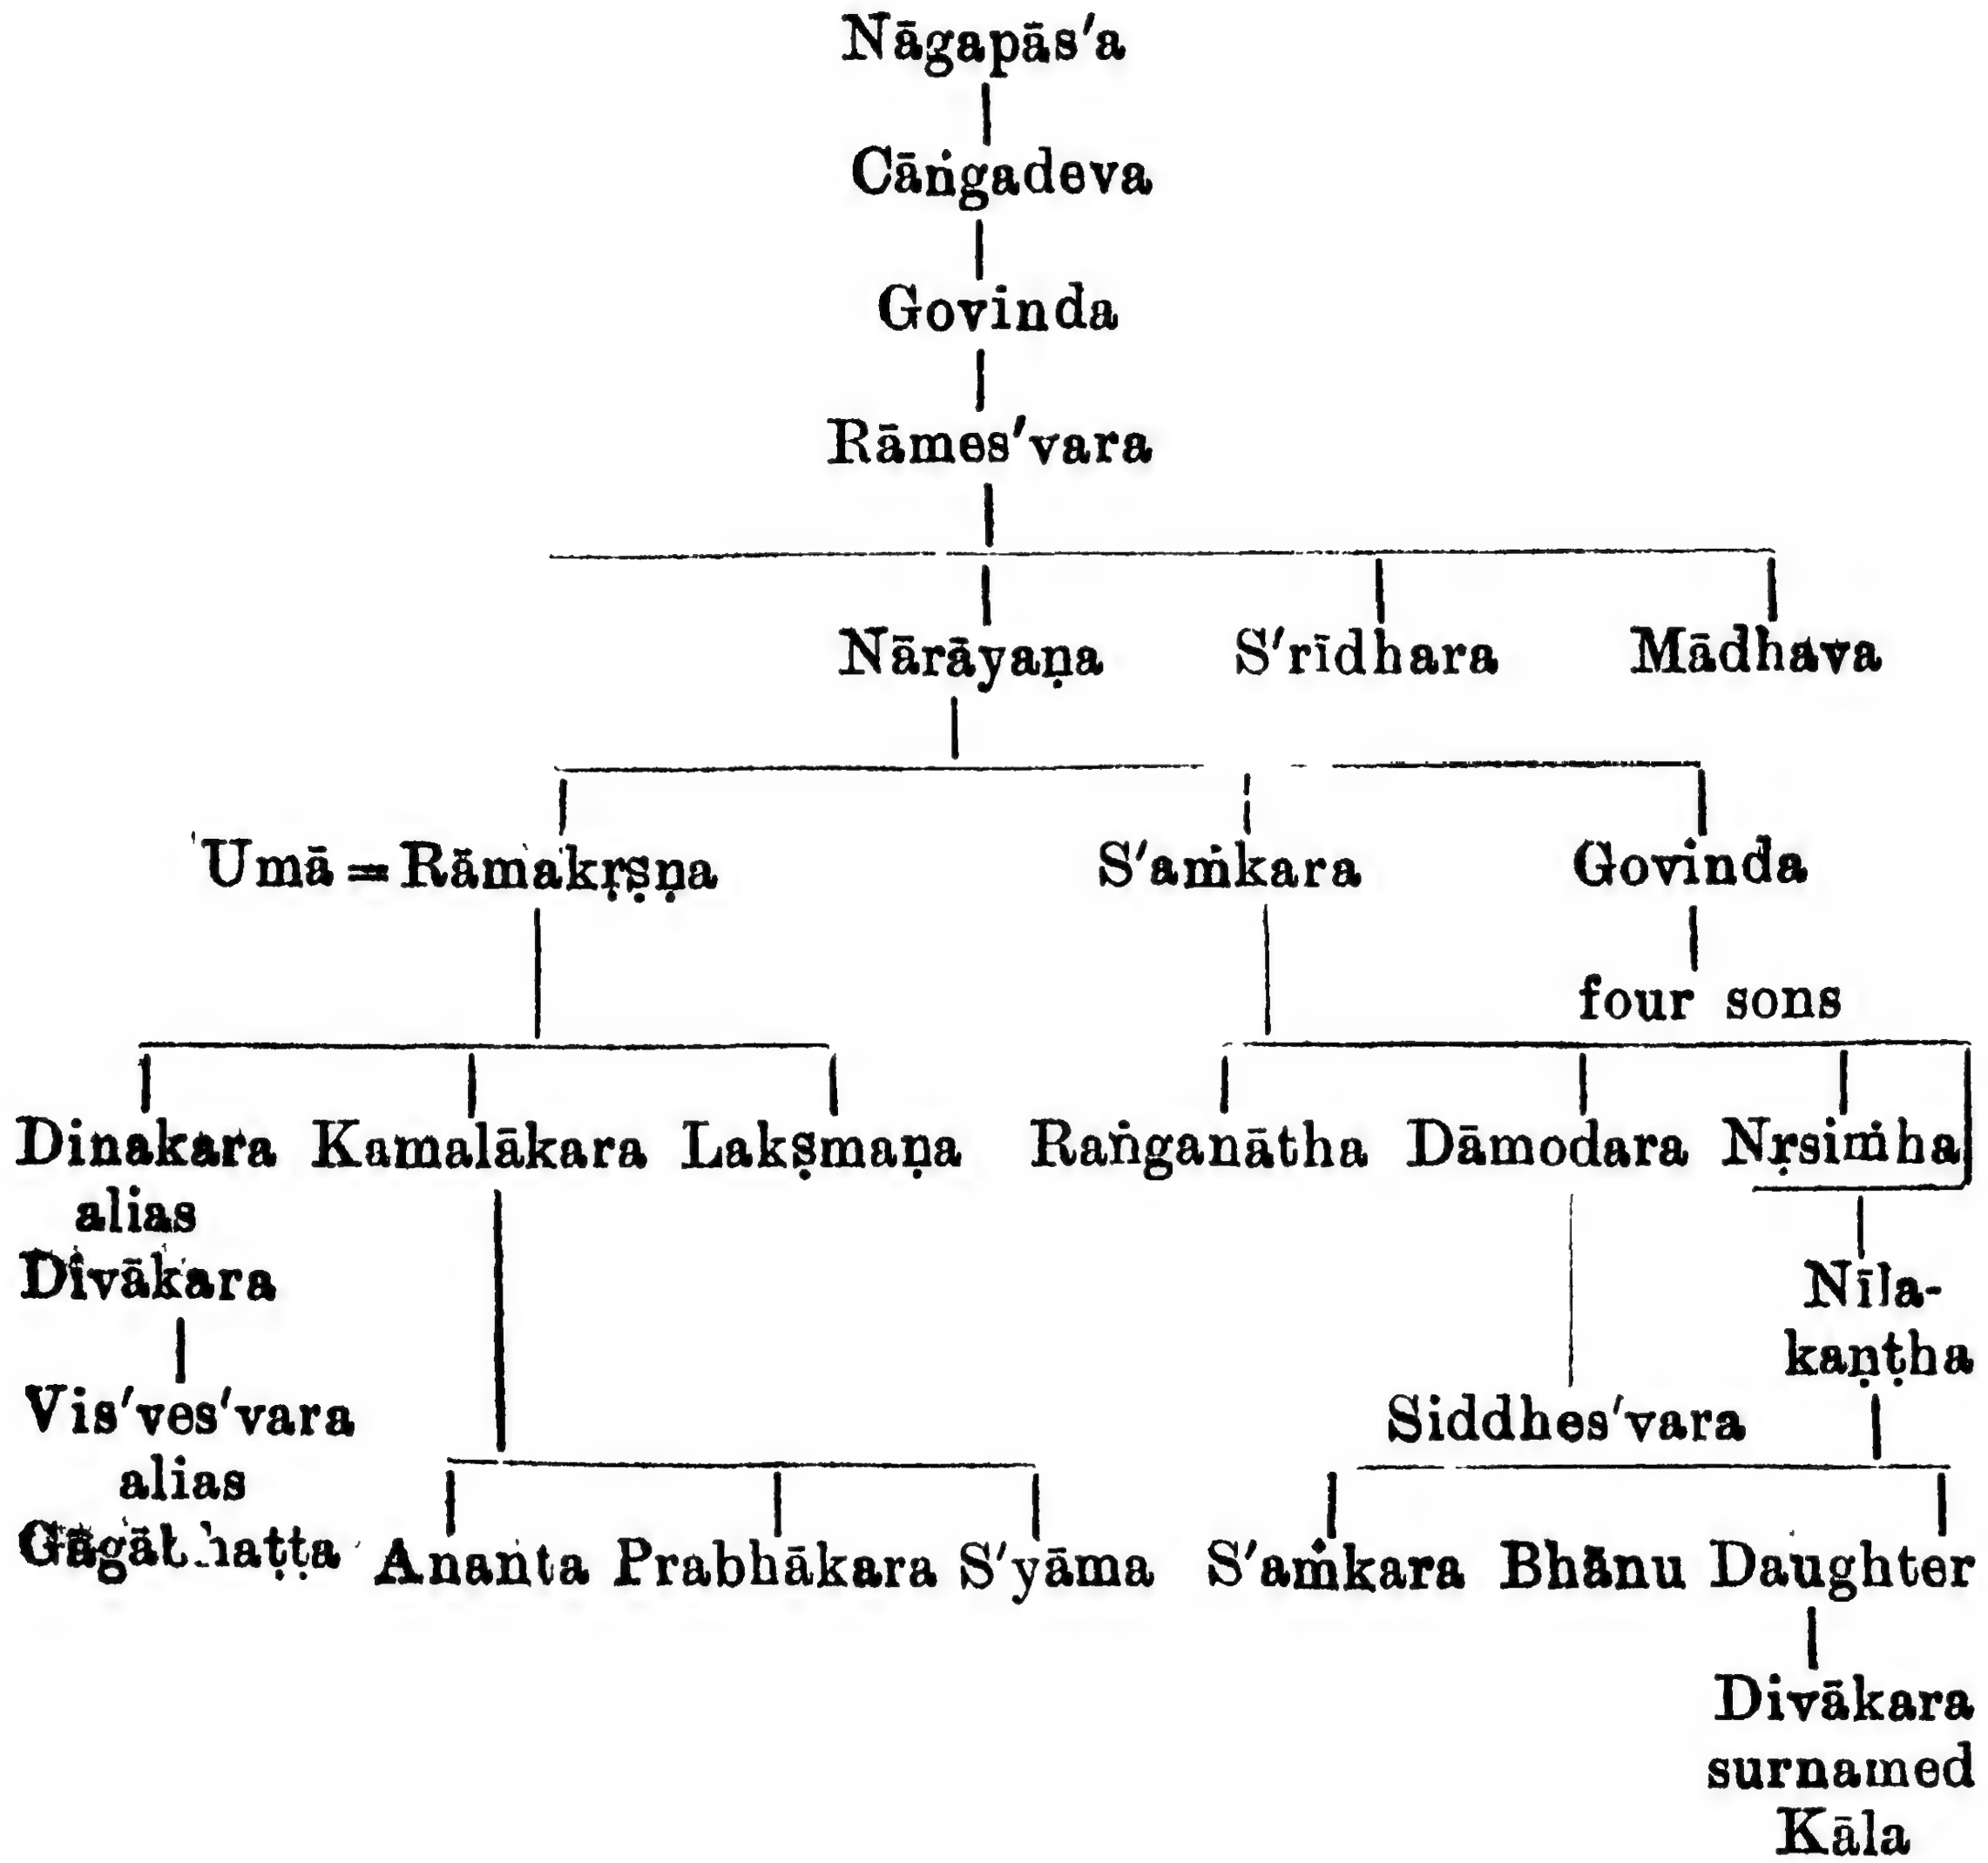 Nāgapās′a
Cāṅgadeva
Govinda
Rāmes′vara
Nārāyaṇa S′rīdhara Mādhava
Umā = Rāmakṛṣṇa S′aṁkara Govinda
four sons
Dinakara Kamalākara Lakṣmaṇa Raṅganātha Dāmodara Nṛsiṁha
alias
Divākara
Nīla-
kaṇṭha
Vis′ves′vara Siddhes′vara
alias
Gāgābhaṭṭa Ananta Prabhākara S′yāma S′aṁkara Bhānu Daughter
Divākara
surnamed
Kāla